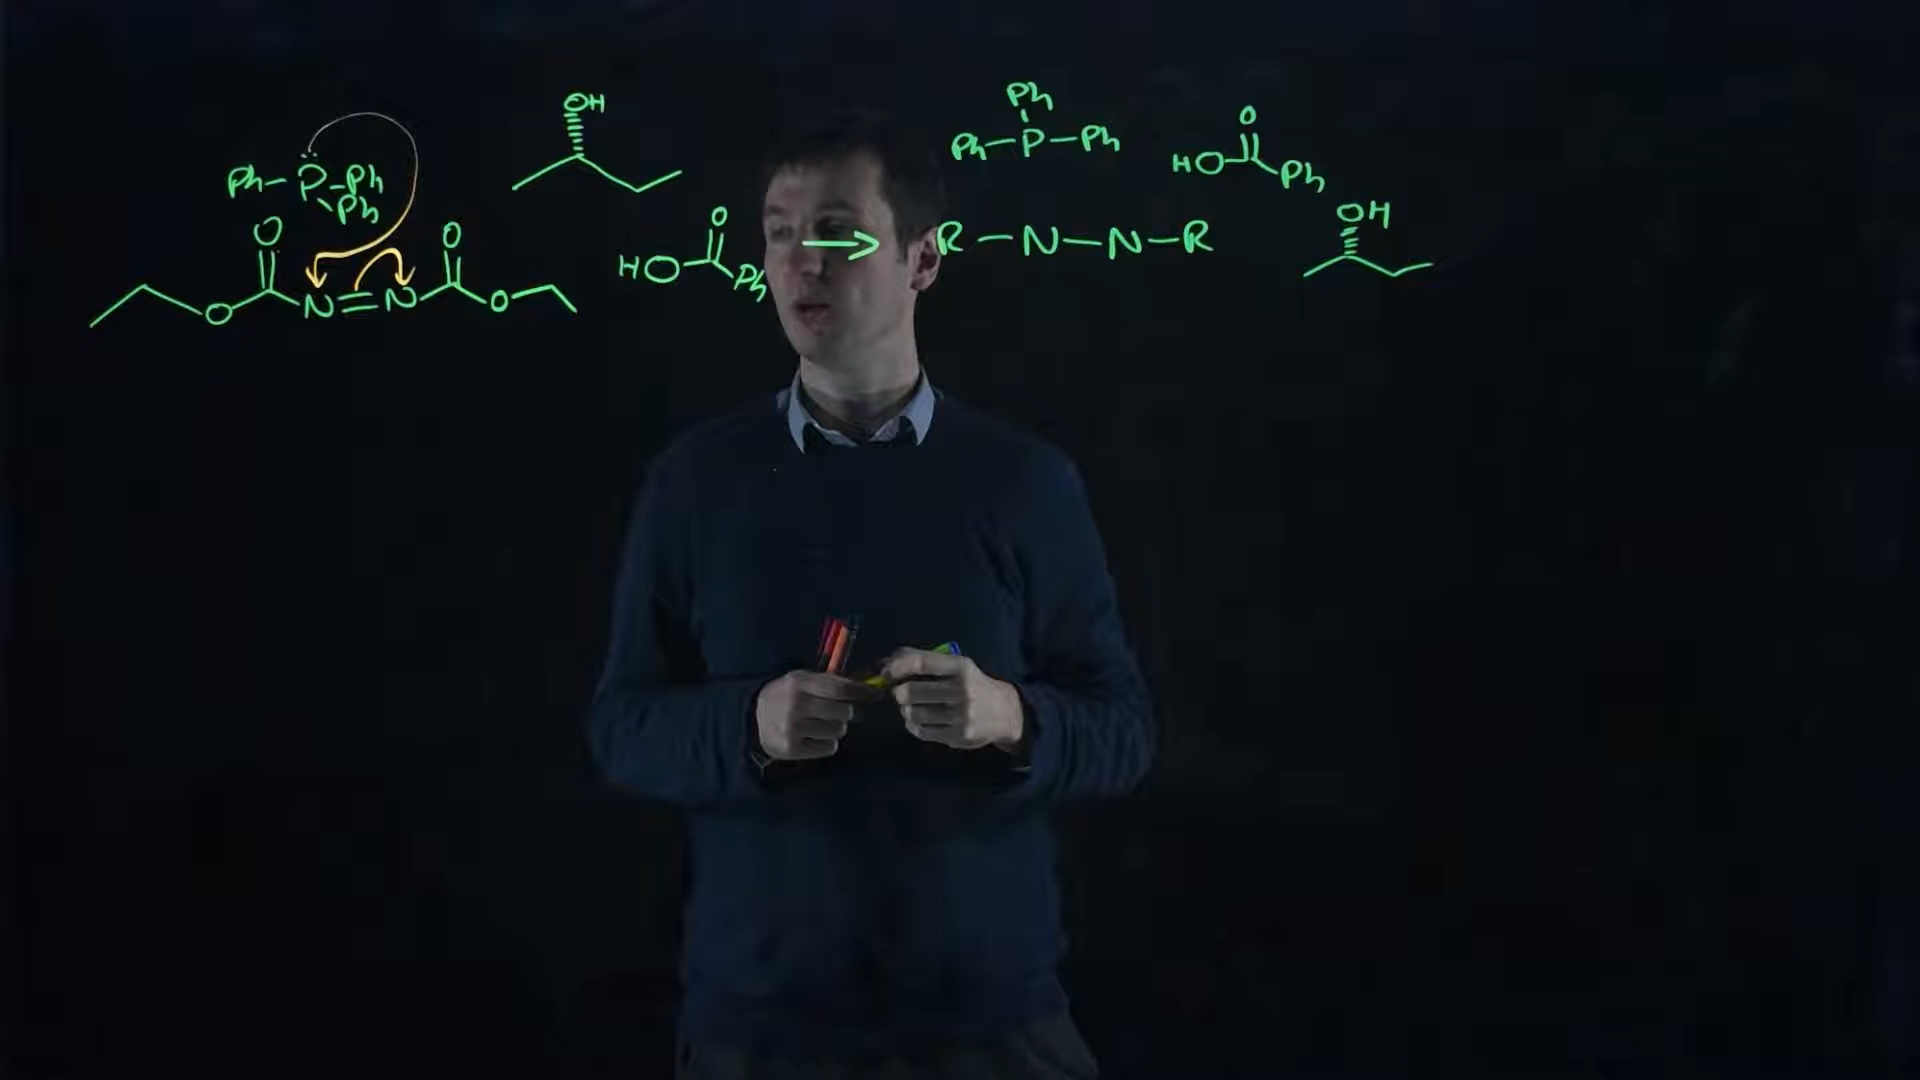 OH
Ph-P-Ph
Ph
O O
O N=N O
HO O Ph
Ph
Ph-P-Ph
O
HO Ph
OH
R-N-N-R